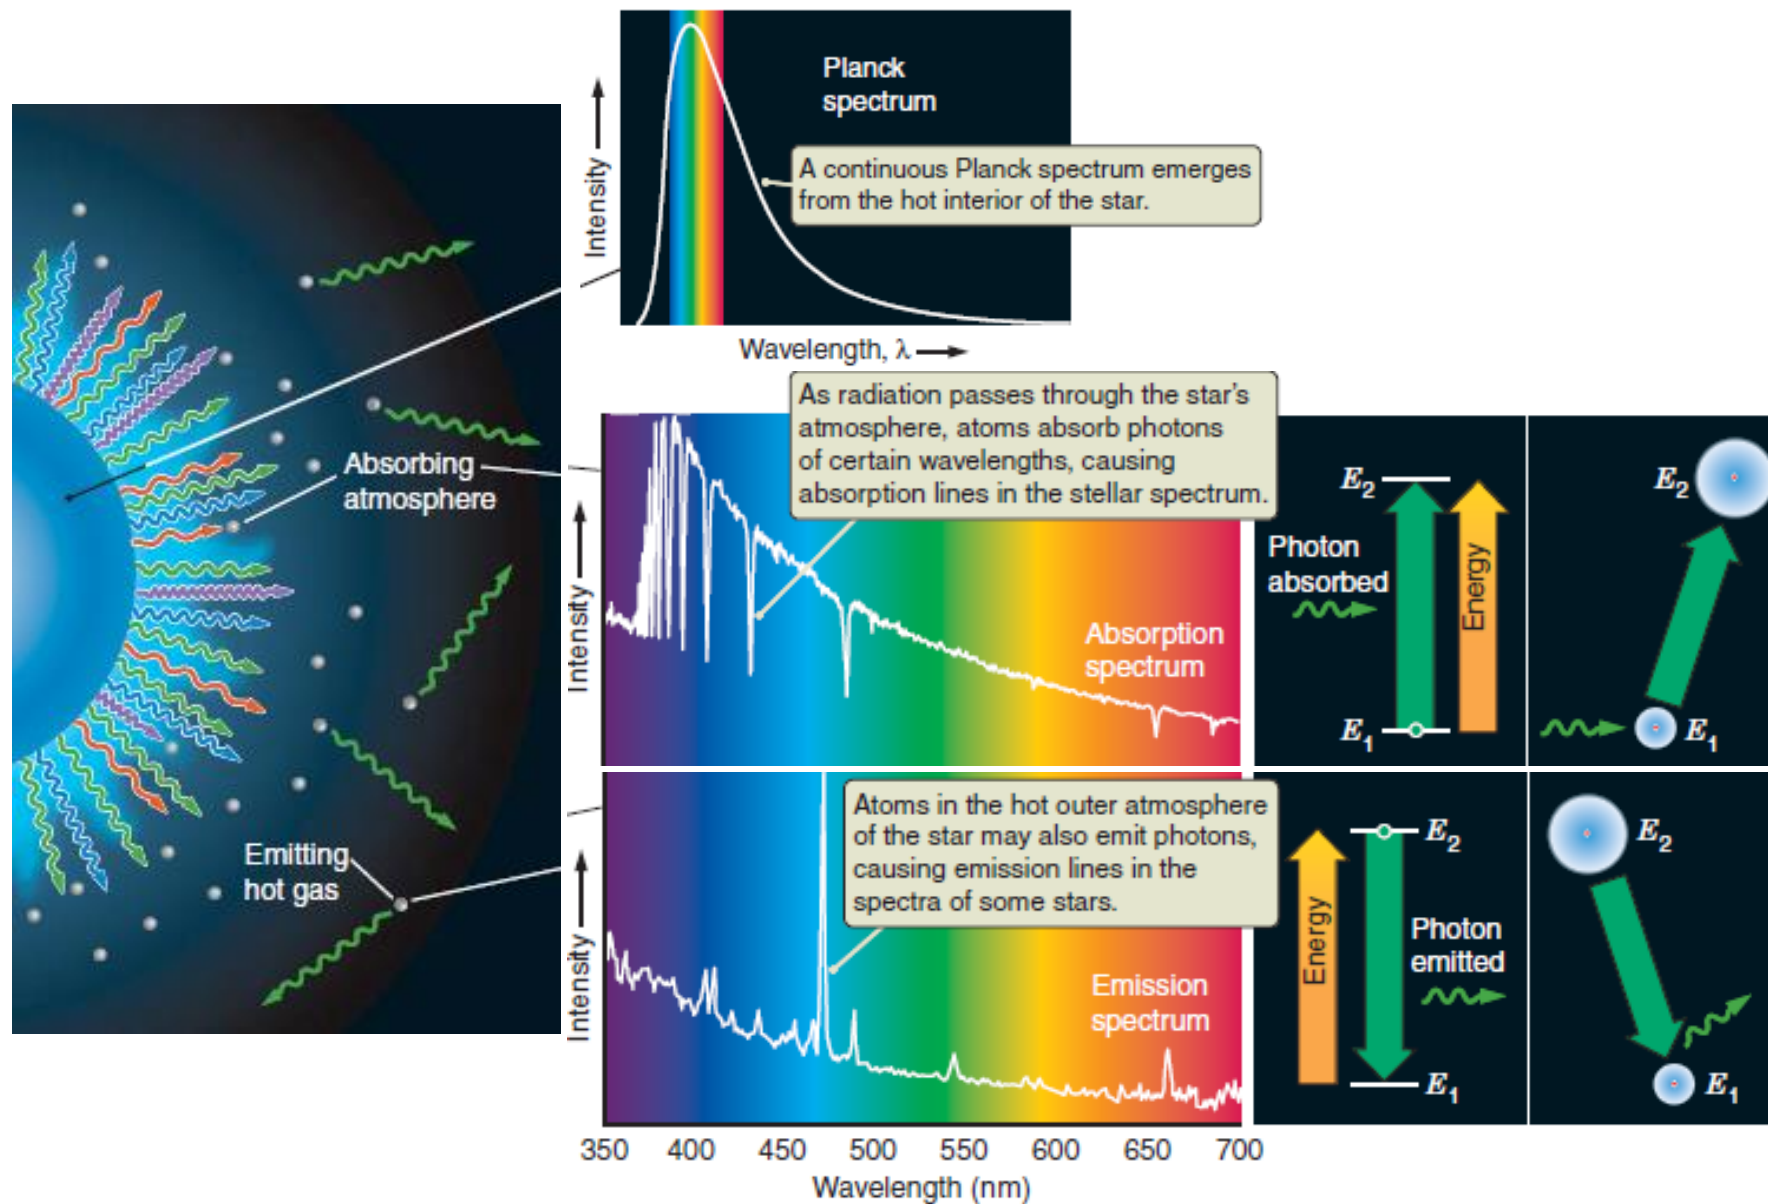 Planck
spectrum
A continuous Planck spectrum emerges
from the hot interior of the star.
Intensity
Wavelength, λ
As radiation passes through the star’s
atmosphere, atoms absorb photons
of certain wavelengths, causing
absorption lines in the stellar spectrum.
Absorbing
atmosphere
Intensity
Absorption
spectrum
E2
Photon
absorbed
Energy
E1
E2
E1
Atoms in the hot outer atmosphere
of the star may also emit photons,
causing emission lines in the
spectra of some stars.
Emitting
hot gas
Intensity
Emission
spectrum
Energy
E2
Photon
emitted
E1
E2
E1
350 400 450 500 550 600 650 700
Wavelength (nm)